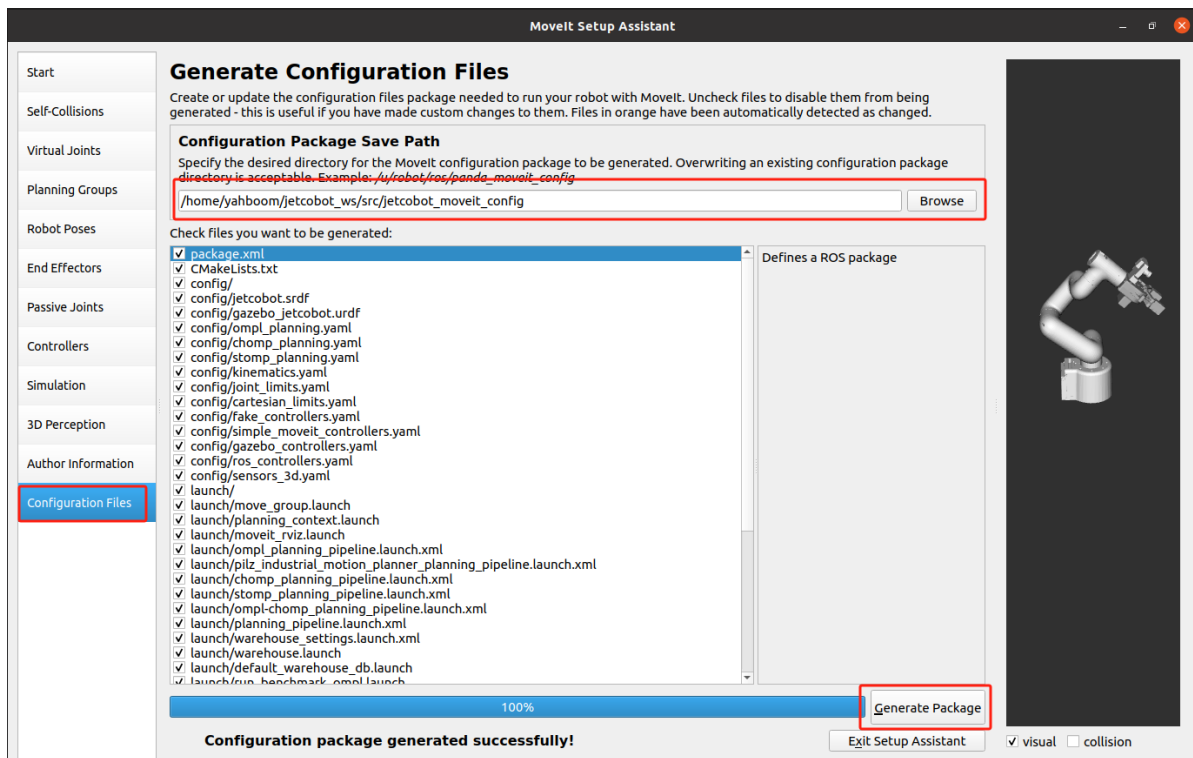 MoveIt Setup Assistant
Start
Self-Collisions
Virtual Joints
Planning Groups
Robot Poses
End Effectors
Passive Joints
Controllers
Simulation
3D Perception
Author Information
Configuration Files
Generate Configuration Files
Create or update the configuration files package needed to run your robot with MoveIt. Uncheck files to disable them from being
generated - this is useful if you have made custom changes to them. Files in orange have been automatically detected as changed.
Configuration Package Save Path
Specify the desired directory for the MoveIt configuration package to be generated. Overwriting an existing configuration package
directory is acceptable. Example: /u/robot/ros/panda_moveit_config
/home/yahboom/jetcobot_ws/src/jetcobot_moveit_config
Browse
Check files you want to be generated:
package.xml
CMakeLists.txt
config/
config/jetcobot.srdf
config/gazebo_jetcobot.urdf
config/ompl_planning.yaml
config/chomp_planning.yaml
config/stomp_planning.yaml
config/kinematics.yaml
config/joint_limits.yaml
config/cartesian_limits.yaml
config/fake_controllers.yaml
config/simple_moveit_controllers.yaml
config/gazebo_controllers.yaml
config/ros_controllers.yaml
config/sensors_3d.yaml
launch/
launch/move_group.launch
launch/planning_context.launch
launch/moveit_rviz.launch
launch/ompl_planning_pipeline.launch.xml
launch/pilz_industrial_motion_planner_planning_pipeline.launch.xml
launch/chomp_planning_pipeline.launch.xml
launch/stomp_planning_pipeline.launch.xml
launch/ompl-chomp_planning_pipeline.launch.xml
launch/planning_pipeline.launch.xml
launch/warehouse_settings.launch.xml
launch/warehouse.launch
launch/default_warehouse_db.launch
launch/run_benchmark_ompl.launch
Defines a ROS package
100%
Generate Package
Configuration package generated successfully!
Exit Setup Assistant
visual
collision